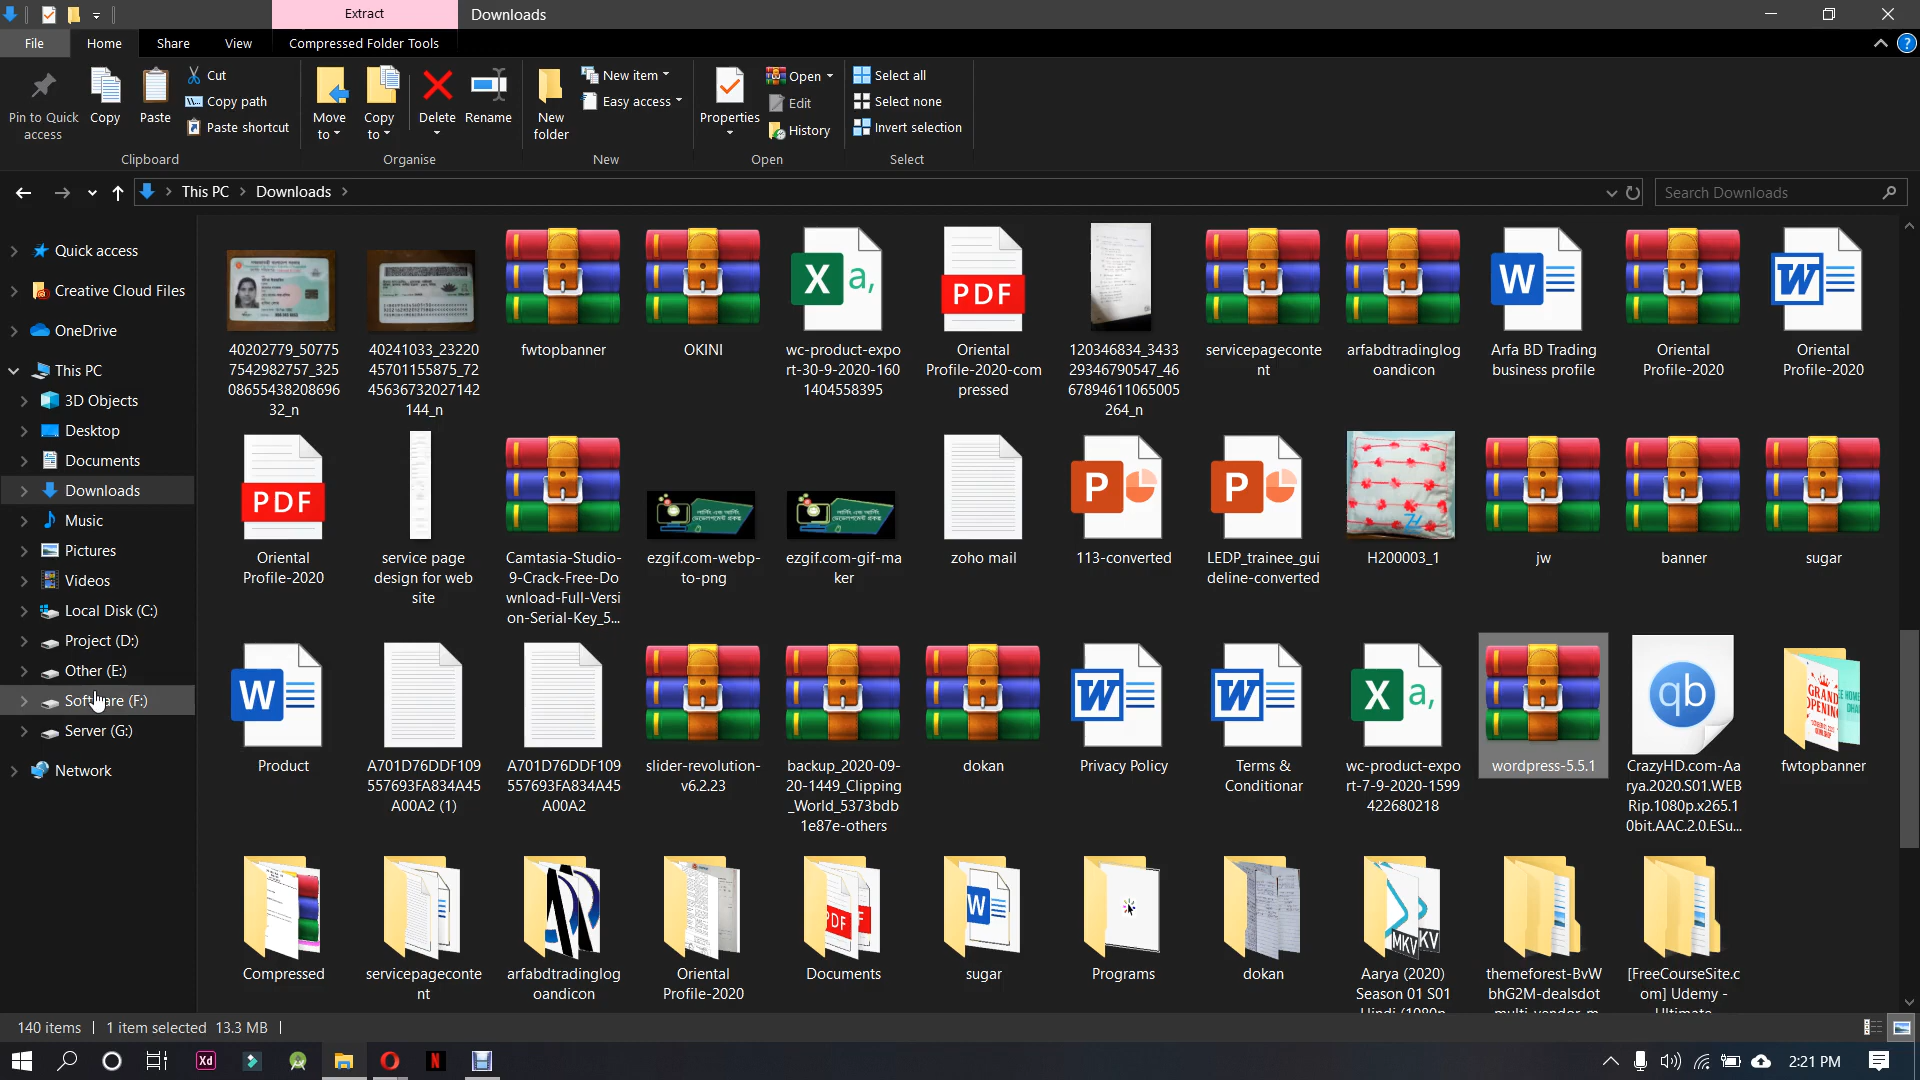 Extract
Downloads
File
Home
Share
View
Compressed Folder Tools
Pin to Quick
access
Copy
Paste
Cut
Copy path
Paste shortcut
Clipboard
Move
to
Copy
to
Delete
Rename
Organise
New
folder
New item
Easy access
New
Properties
Open
Edit
History
Open
Select all
Select none
Invert selection
Select
This PC
Downloads
Search Downloads
Quick access
Creative Cloud Files
OneDrive
This PC
3D Objects
Desktop
Documents
Downloads
Music
Pictures
Videos
Local Disk (C:)
Project (D:)
Other (E:)
Software (F:)
Server (G:)
Network
40202779_50775
7542982757_325
08655438208696
32_n
40241033_23220
45701155875_72
45636732027142
144_n
fwtopbanner
OKINI
wc-product-expo
rt-30-9-2020-160
1404558395
PDF
Oriental
Profile-2020-com
pressed
120346834_3433
29346790547_46
67894611065005
264_n
servicepageconte
nt
arfabdtradinglog
oandicon
Arfa BD Trading
business profile
Oriental
Profile-2020
Oriental
Profile-2020
PDF
Oriental
Profile-2020
service page
design for web
site
Camtasia-Studio-
9-Crack-Free-Do
wnload-Full-Versi
on-Serial-Key_5...
ezgif.com-webp-
to-png
ezgif.com-gif-ma
ker
zoho mail
113-converted
LEDP_trainee_gui
deline-converted
H200003_1
jw
banner
sugar
Product
A701D76DDF109
557693FA834A45
A00A2 (1)
A701D76DDF109
557693FA834A45
A00A2
slider-revolution-
v6.2.23
backup_2020-09-
20-1449_Clipping
_World_5373bdb
1e87e-others
dokan
Privacy Policy
Terms &
Conditionar
wc-product-expo
rt-7-9-2020-1599
422680218
wordpress-5.5.1
qb
CrazyHD.com-Aa
rya.2020.S01.WEB
Rip.1080p.x265.1
0bit.AAC.2.0.ESu...
GRAND
OPENING
fwtopbanner
Compressed
servicepageconte
nt
arfabdtradinglog
oandicon
Oriental
Profile-2020
PDF
Documents
sugar
Programs
dokan
MKV
Aarya (2020)
Season 01 S01
Hindi (1080p
themeforest-BvW
bhG2M-dealsdot
multi-vendor-m
[FreeCourseSite.c
om] Udemy -
Ultimate
140 items
1 item selected 13.3 MB
Xd
N
2:21 PM